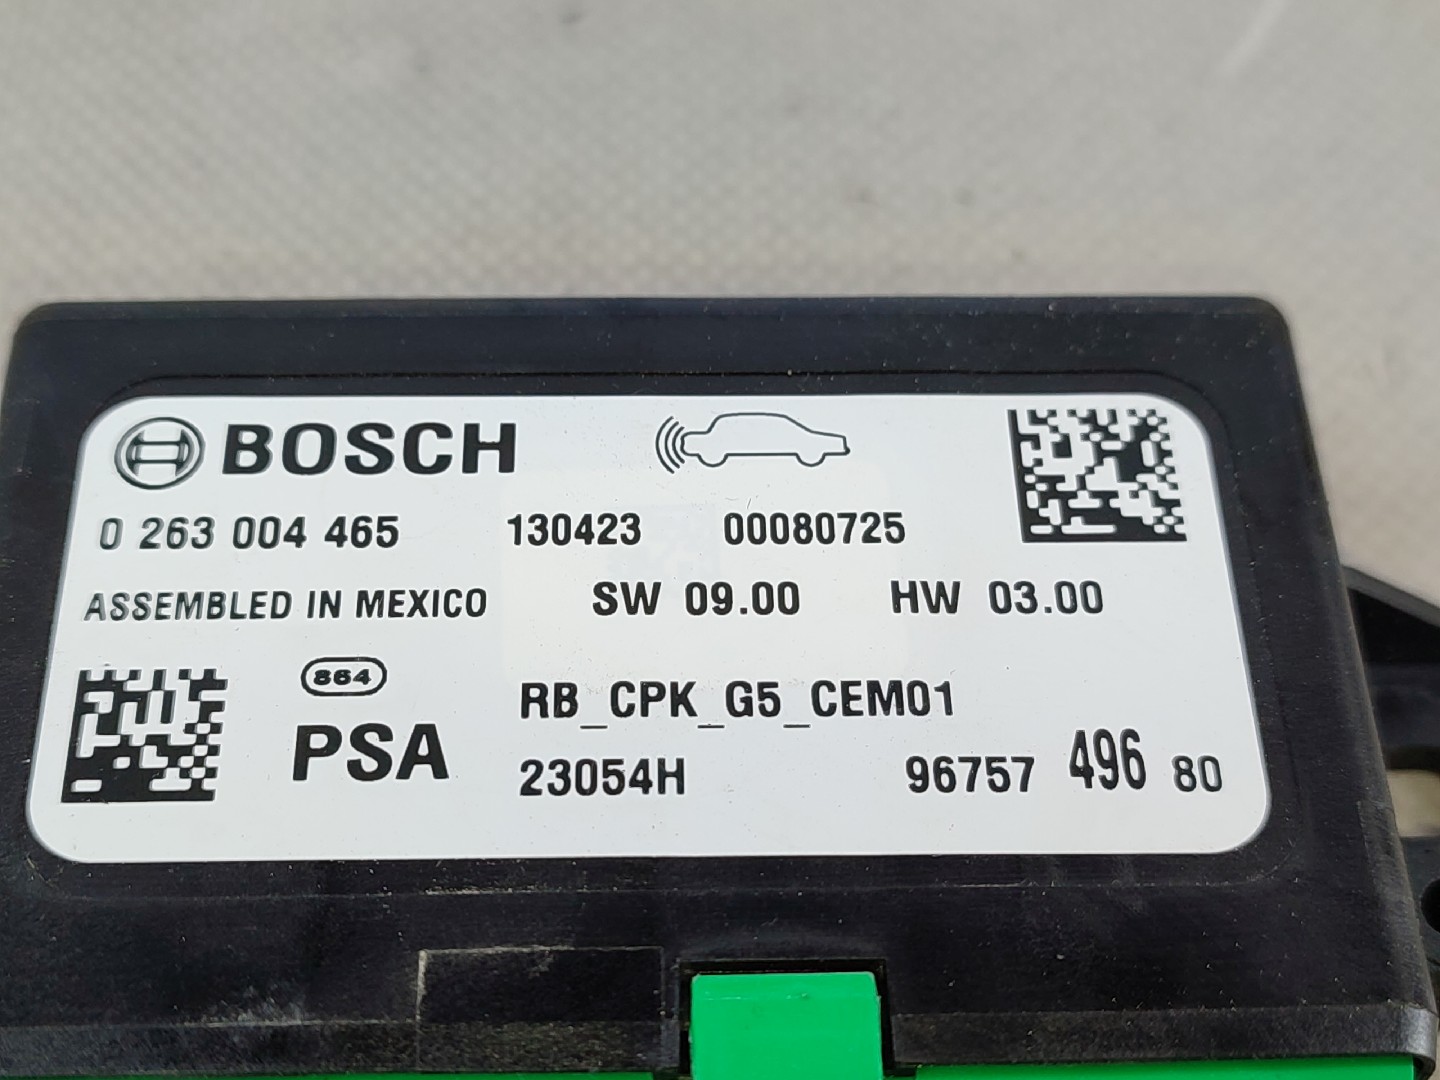 BOSCH
0 263 004 465 130423 00080725
ASSEMBLED IN MEXICO SW 09.00 HW 03.00
864
PSA
RB_CPK_G5_CEM01
23054H 96757 496 80